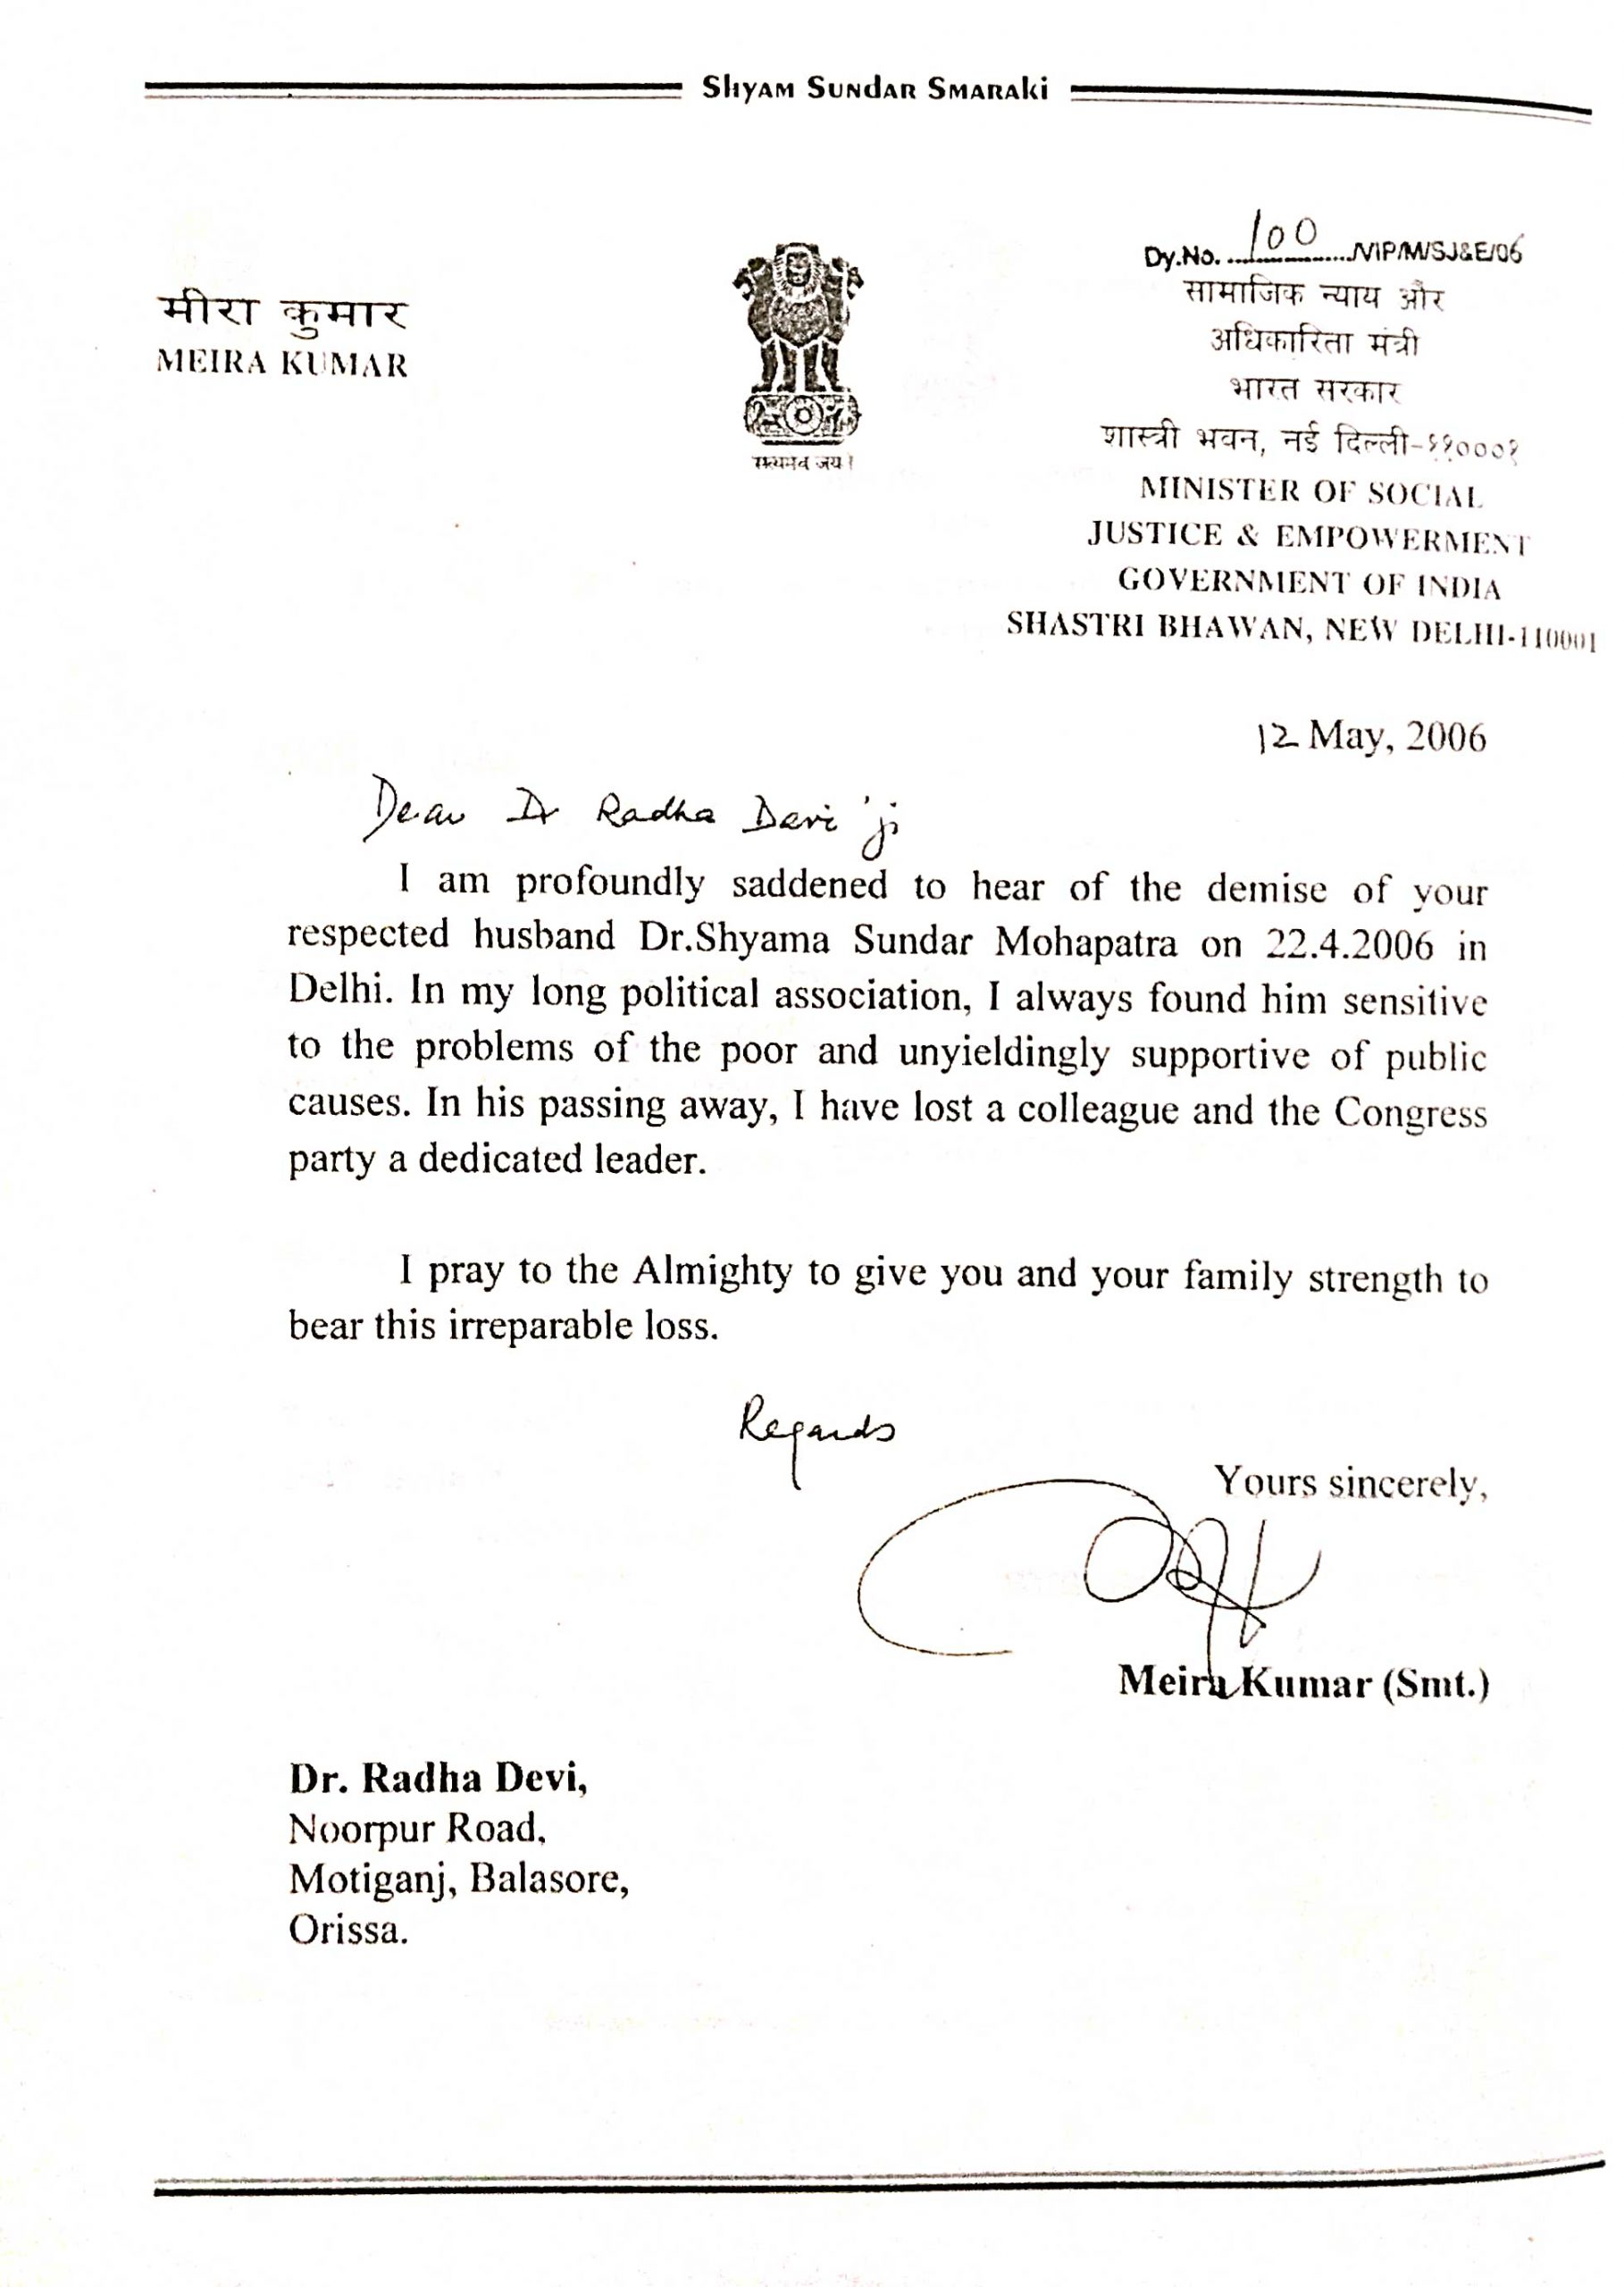 Shyam Sundar Smaraki
मीरा कुमार
MEIRA KUMAR
सत्यमेव जयते
Dy.No. 100 /VIP/M/SJ&E/06
सामाजिक न्याय और
अधिकारिता मंत्री
भारत सरकार
शास्त्री भवन, नई दिल्ली-११०००१
MINISTER OF SOCIAL
JUSTICE & EMPOWERMENT
GOVERNMENT OF INDIA
SHASTRI BHAWAN, NEW DELHI-110001
12 May, 2006
Dear Dr Radha Devi 'ji
I am profoundly saddened to hear of the demise of your
respected husband Dr.Shyama Sundar Mohapatra on 22.4.2006 in
Delhi. In my long political association, I always found him sensitive
to the problems of the poor and unyieldingly supportive of public
causes. In his passing away, I have lost a colleague and the Congress
party a dedicated leader.
I pray to the Almighty to give you and your family strength to
bear this irreparable loss.
Regards
Yours sincerely,
Meira Kumar (Smt.)
Dr. Radha Devi,
Noorpur Road,
Motiganj, Balasore,
Orissa.